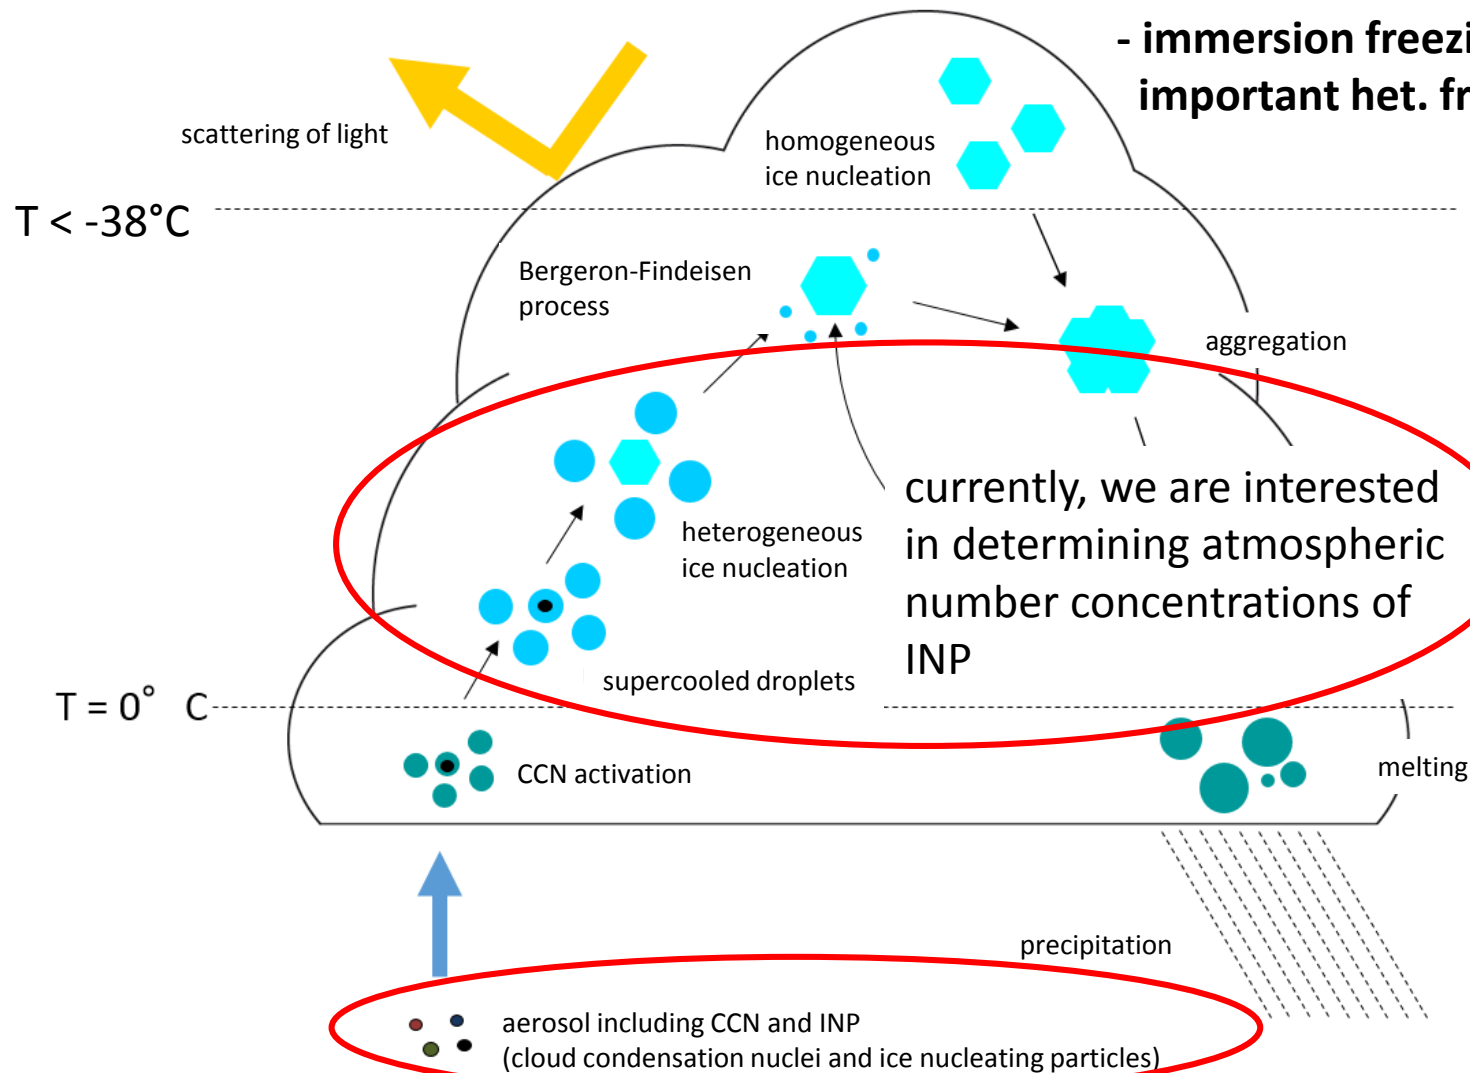 - immersion freezi
important het. fr
scattering of light
homogeneous
ice nucleation
T < -38°C
Bergeron-Findeisen
process
aggregation
currently, we are interested
in determining atmospheric
number concentrations of
INP
heterogeneous
ice nucleation
supercooled droplets
T = 0° C
CCN activation
melting
precipitation
aerosol including CCN and INP
(cloud condensation nuclei and ice nucleating particles)